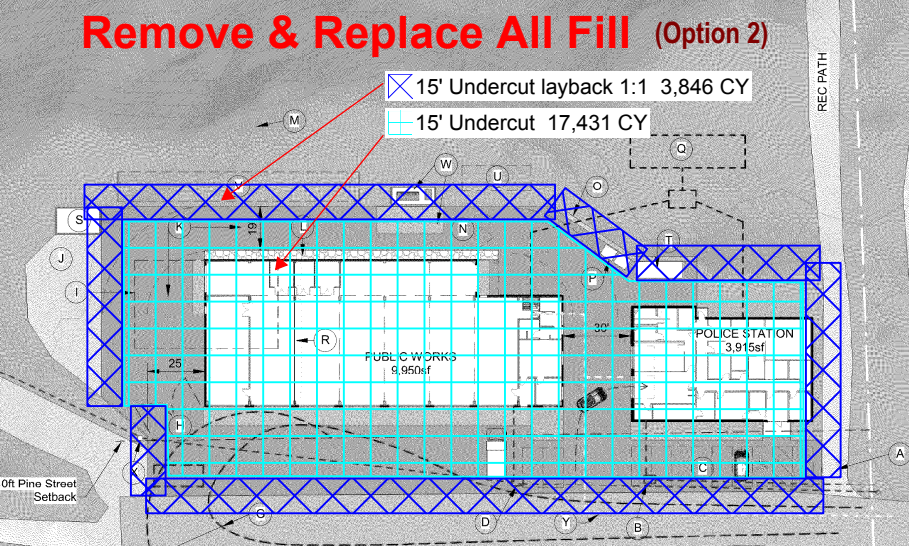 Remove & Replace All Fill (Option 2)
15' Undercut layback 1:1 3,846 CY
15' Undercut 17,431 CY
REC PATH
M
Q
W
U
V
O
S
K
L
N
19
T
J
I
P
R
30'
POLICE STATION
3,915sf
PUBLIC WORKS
9,950sf
25
H
X
0ft Pine Street
Setback
A
C
G
D
Y
B